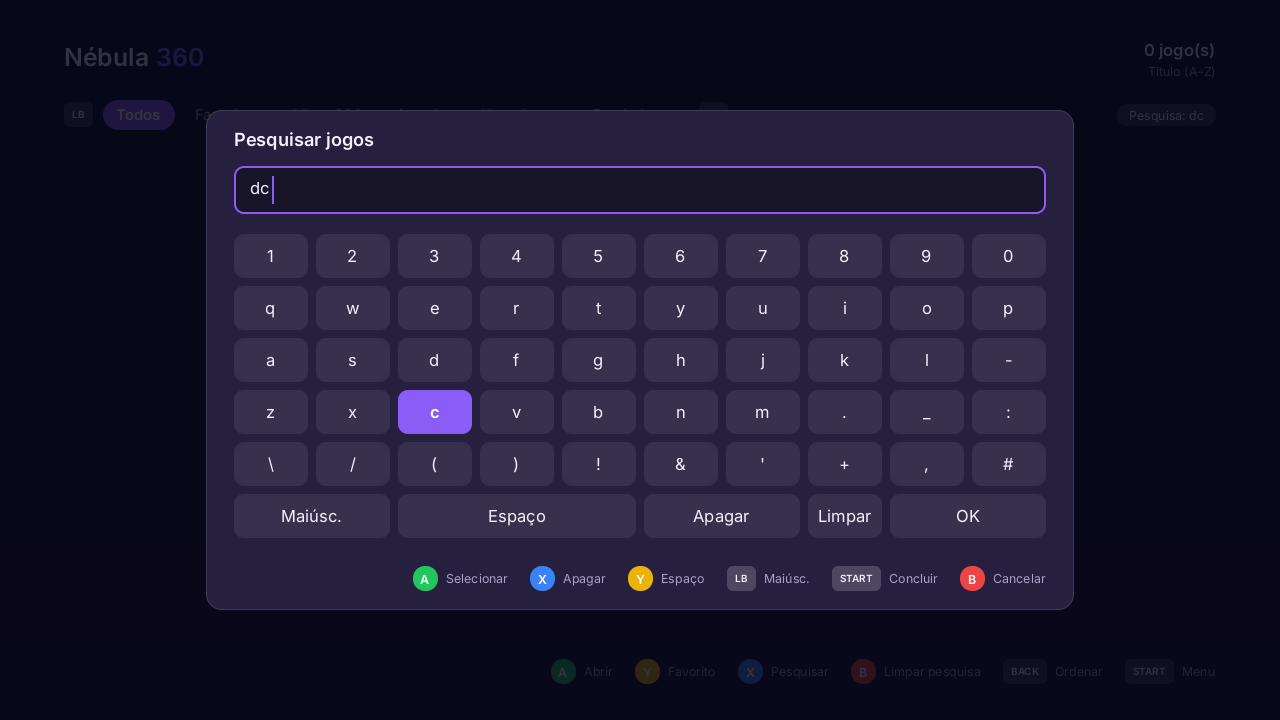 Nébula 360
0 jogo(s)
Título (A–Z)
LB Todos
Pesquisa: dc
Pesquisar jogos
dc
1 2 3 4 5 6 7 8 9 0
q w e r t y u i o p
a s d f g h j k l -
z x c v b n m . _ :
\ / ( ) ! & ' + , #
Maiúsc. Espaço Apagar Limpar OK
A Selecionar X Apagar Y Espaço LB Maiúsc. START Concluir B Cancelar
A Abrir Y Favorito X Pesquisar B Limpar pesquisa BACK Ordenar START Menu